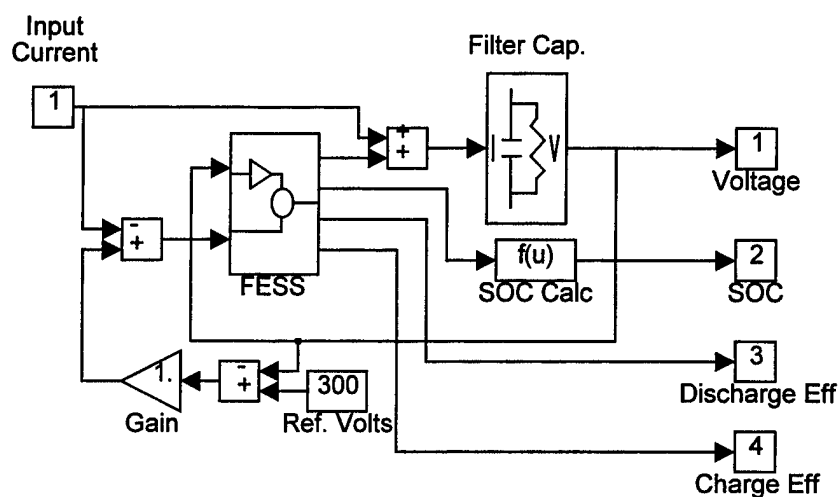 Input
Current
1
Filter Cap.
-
+
+
+
I
V
1
Voltage
FESS
f(u)
SOC Calc
2
SOC
1.
Gain
-
+
300
Ref. Volts
3
Discharge Eff
4
Charge Eff